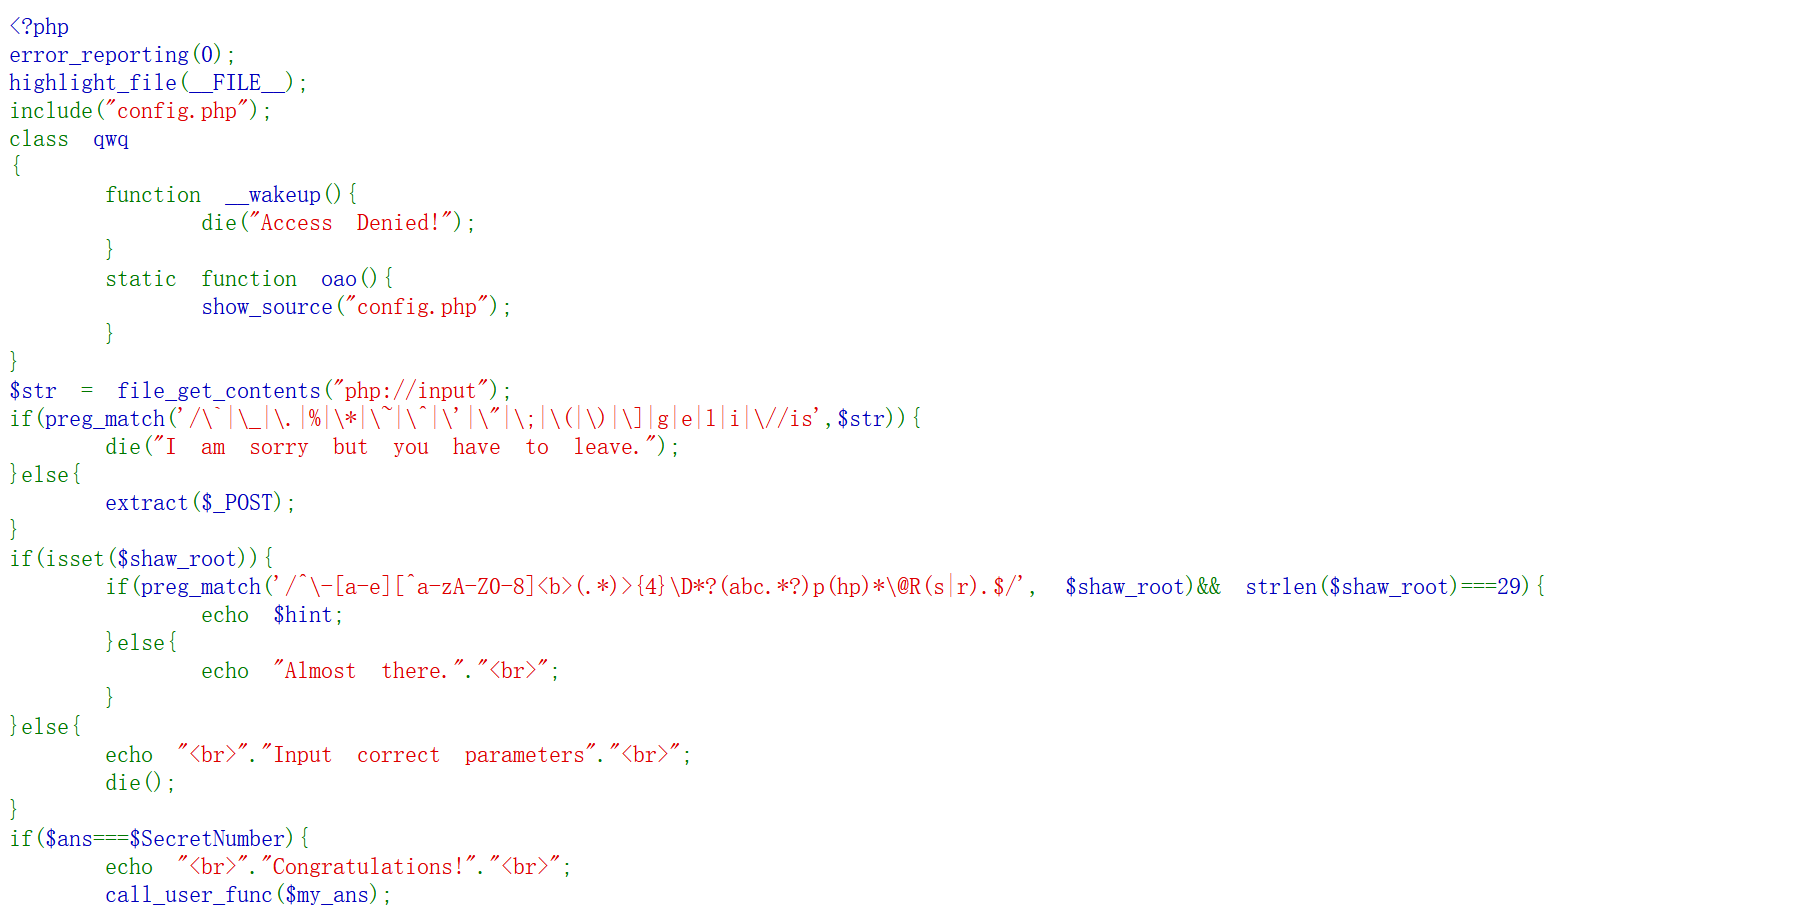 <?php
error_reporting(0);
highlight_file(__FILE__);
include("config.php");
class  qwq
{
        function  __wakeup(){
                die("Access  Denied!");
        }
        static  function  oao(){
                show_source("config.php");
        }
}
$str  =  file_get_contents("php://input");
if(preg_match('/\`|\_|\.|%|\*|\~|\^|\'|\"|\;|\(|\)|\]|g|e|l|i|\//is',$str)){
        die("I  am  sorry  but  you  have  to  leave.");
}else{
        extract($_POST);
}
if(isset($shaw_root)){
        if(preg_match('/^\-[a-e][^a-zA-Z0-8]<b>(.*)>{4}\D*?(abc.*?)p(hp)*\@R(s|r).$/',  $shaw_root)&&  strlen($shaw_root)===29){
                echo  $hint;
        }else{
                echo  "Almost  there."."<br>";
        }
}else{
        echo  "<br>"."Input  correct  parameters"."<br>";
        die();
}
if($ans===$SecretNumber){
        echo  "<br>"."Congratulations!"."<br>";
        call_user_func($my_ans);